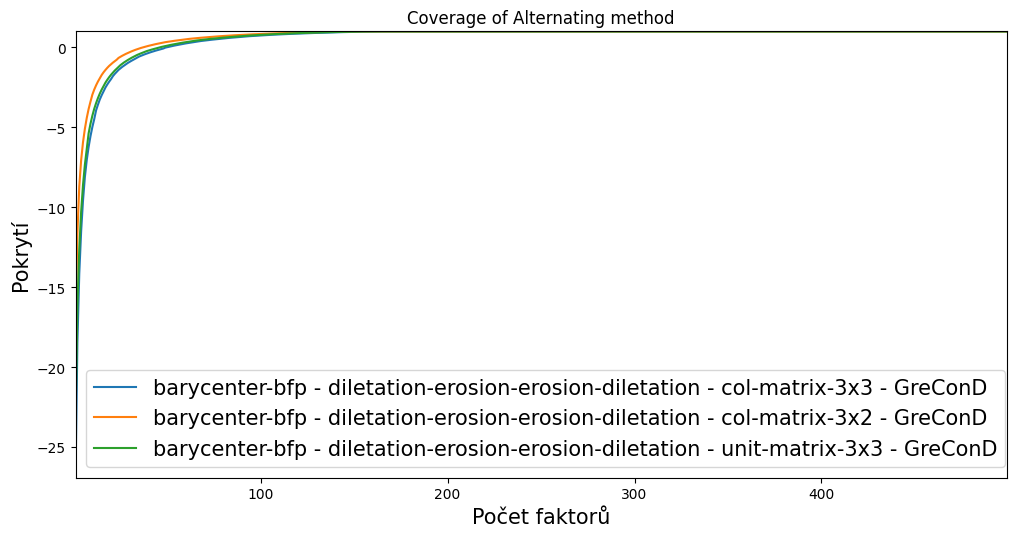 Coverage of Alternating method
0
−5
−10
−15
−20
−25
Pokrytí
barycenter-bfp - diletation-erosion-erosion-diletation - col-matrix-3x3 - GreConD
barycenter-bfp - diletation-erosion-erosion-diletation - col-matrix-3x2 - GreConD
barycenter-bfp - diletation-erosion-erosion-diletation - unit-matrix-3x3 - GreConD
100 200 300 400
Počet faktorů